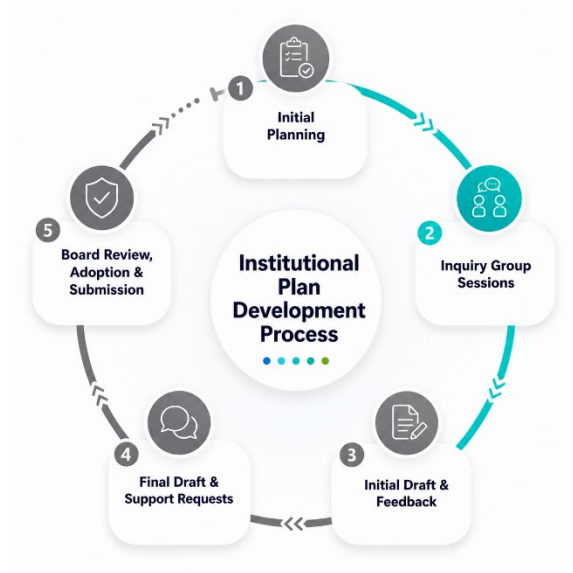 1
Initial
Planning
2
Inquiry Group
Sessions
3
Initial Draft &
Feedback
4
Final Draft &
Support Requests
5
Board Review,
Adoption &
Submission
Institutional
Plan
Development
Process